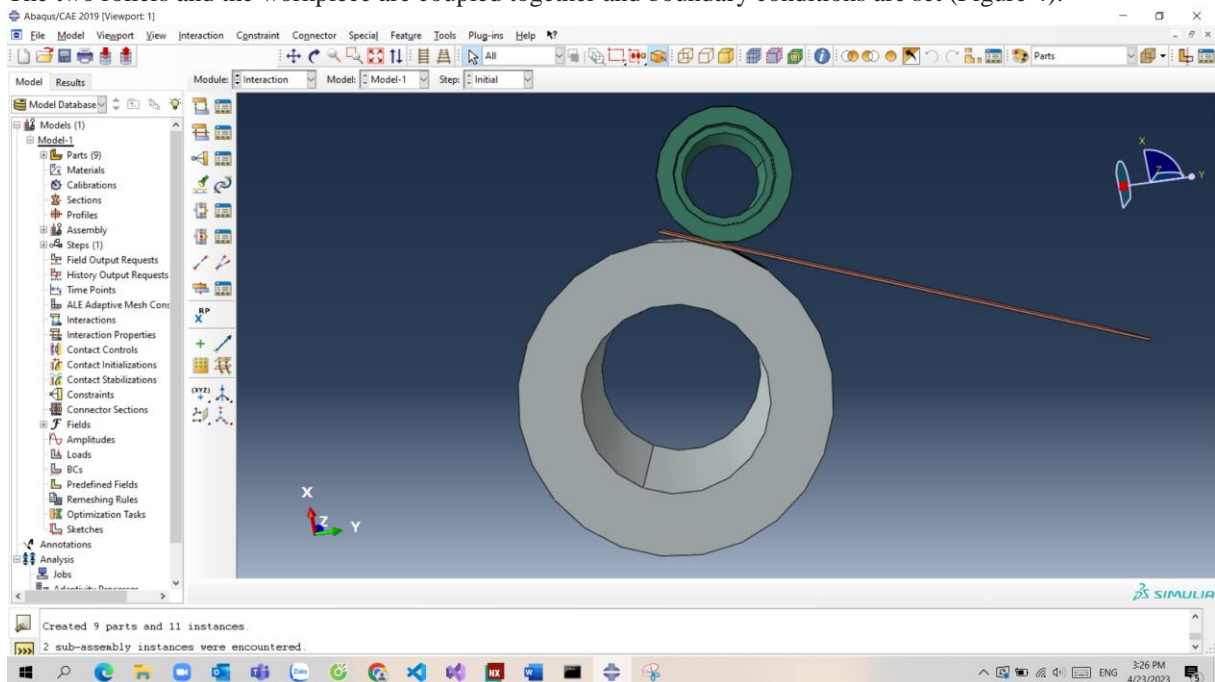 The two rollers and the workpiece are coupled together and boundary conditions are set (Figure 4).
Abaqus/CAE 2019 [Viewport: 1]
File Model Viewport View Interaction Constraint Connector Special Feature Tools Plug-ins Help
All
Parts
Model Results
Module: Interaction Model: Model-1 Step: Initial
Model Database
Models (1)
Model-1
Parts (9)
Materials
Calibrations
Sections
Profiles
Assembly
Steps (1)
Field Output Requests
History Output Requests
Time Points
ALE Adaptive Mesh Cons
Interactions
Interaction Properties
Contact Controls
Contact Initializations
Contact Stabilizations
Constraints
Connector Sections
Fields
Amplitudes
Loads
BCs
Predefined Fields
Remeshing Rules
Optimization Tasks
Sketches
Annotations
Analysis
Jobs
RP
(XYZ)
X
Y
Z
X
Z
Y
SIMULIA
Created 9 parts and 11 instances.
2 sub-assembly instances were encountered.
Zalo
NX
ENG
3:26 PM
4/23/2023